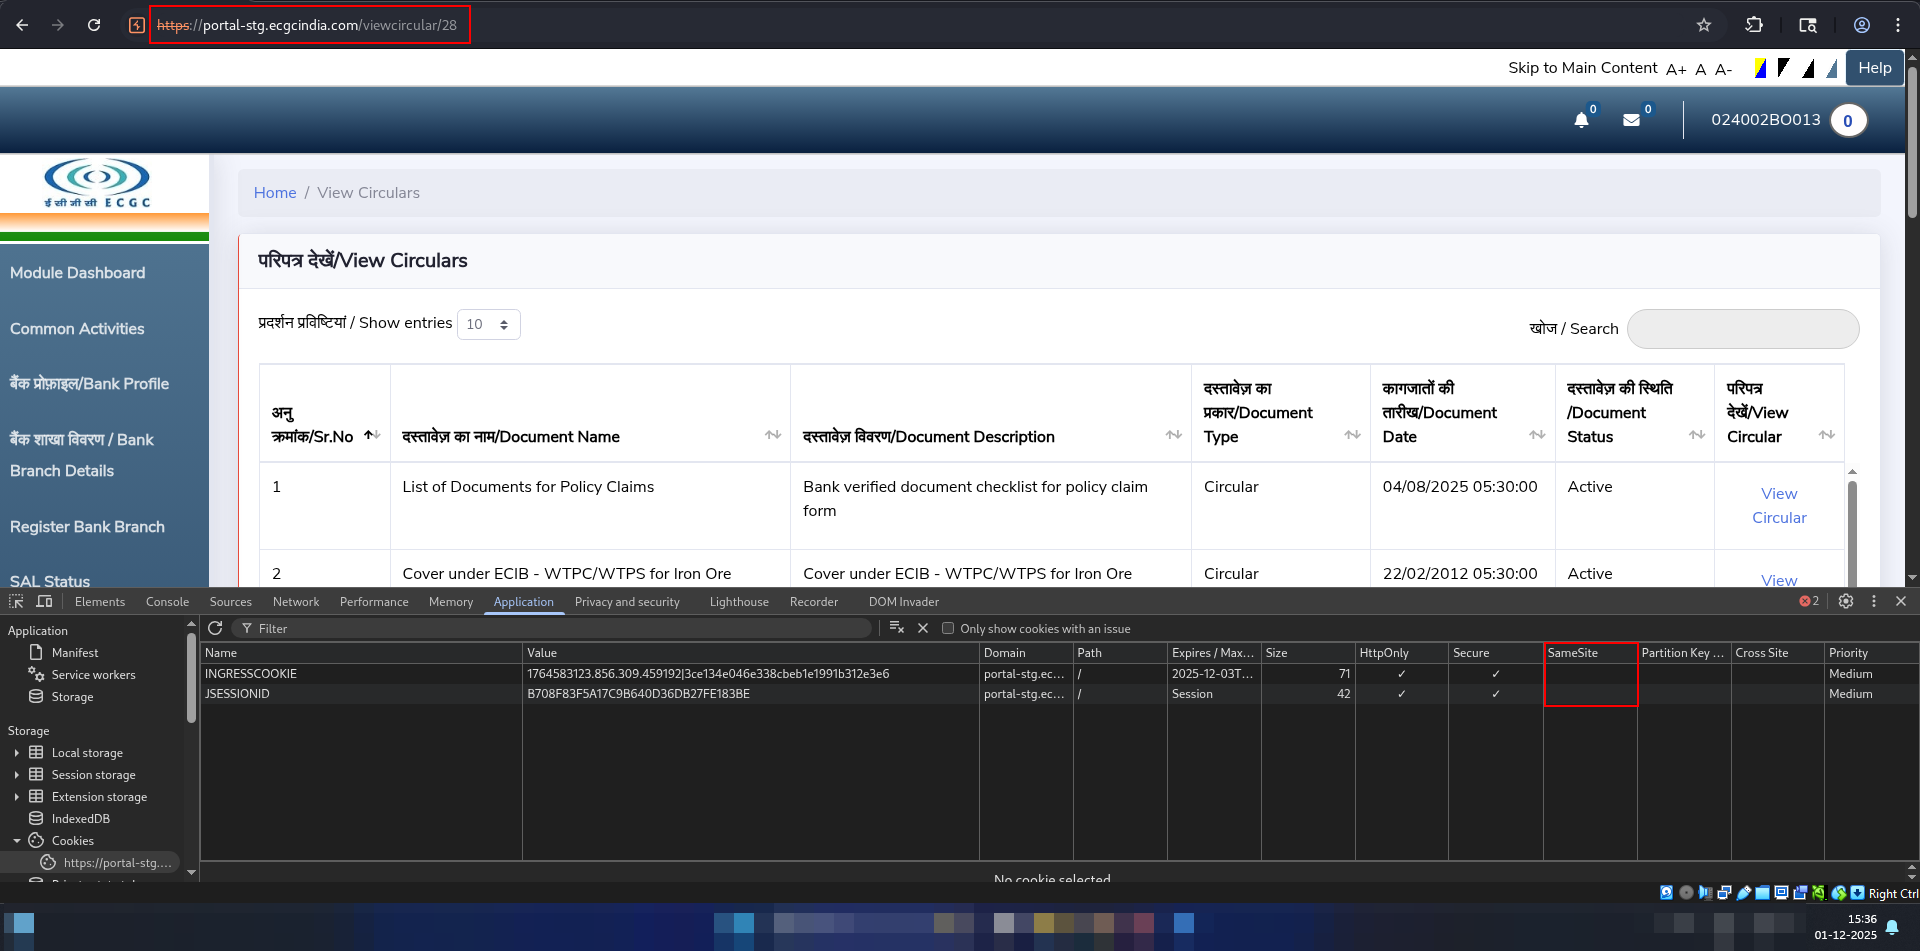 https://portal-stg.ecgcindia.com/viewcircular/28
Skip to Main Content A+ A A- Help
0 0 024002BO013 0
ई सी जी सी E C G C
Home / View Circulars
परिपत्र देखें/View Circulars
Module Dashboard
Common Activities
बैंक प्रोफ़ाइल/Bank Profile
बैंक शाखा विवरण / Bank
Branch Details
Register Bank Branch
SAL Status
प्रदर्शन प्रविष्टियां / Show entries 10
खोज / Search
अनु
क्रमांक/Sr.No
दस्तावेज़ का नाम/Document Name
दस्तावेज़ विवरण/Document Description
दस्तावेज़ का
प्रकार/Document
Type
कागजातों की
तारीख/Document
Date
दस्तावेज़ की स्थिति
/Document
Status
परिपत्र
देखें/View
Circular
1 List of Documents for Policy Claims Bank verified document checklist for policy claim Circular 04/08/2025 05:30:00 Active View
form Circular
2 Cover under ECIB - WTPC/WTPS for Iron Ore Cover under ECIB - WTPC/WTPS for Iron Ore Circular 22/02/2012 05:30:00 Active View
Elements Console Sources Network Performance Memory Application Privacy and security Lighthouse Recorder DOM Invader 2
Application
Manifest
Service workers
Storage
Storage
Local storage
Session storage
Extension storage
IndexedDB
Cookies
https://portal-stg....
Filter Only show cookies with an issue
Name Value Domain Path Expires / Max... Size HttpOnly Secure SameSite Partition Key ... Cross Site Priority
INGRESSCOOKIE 1764583123.856.309.459192|3ce134e046e338cbeb1e1991b312e3e6 portal-stg.ec... / 2025-12-03T... 71 ✓ ✓ Medium
JSESSIONID B708F83F5A17C9B640D36DB27FE183BE portal-stg.ec... / Session 42 ✓ ✓ Medium
No cookie selected
Right Ctrl
15:36
01-12-2025